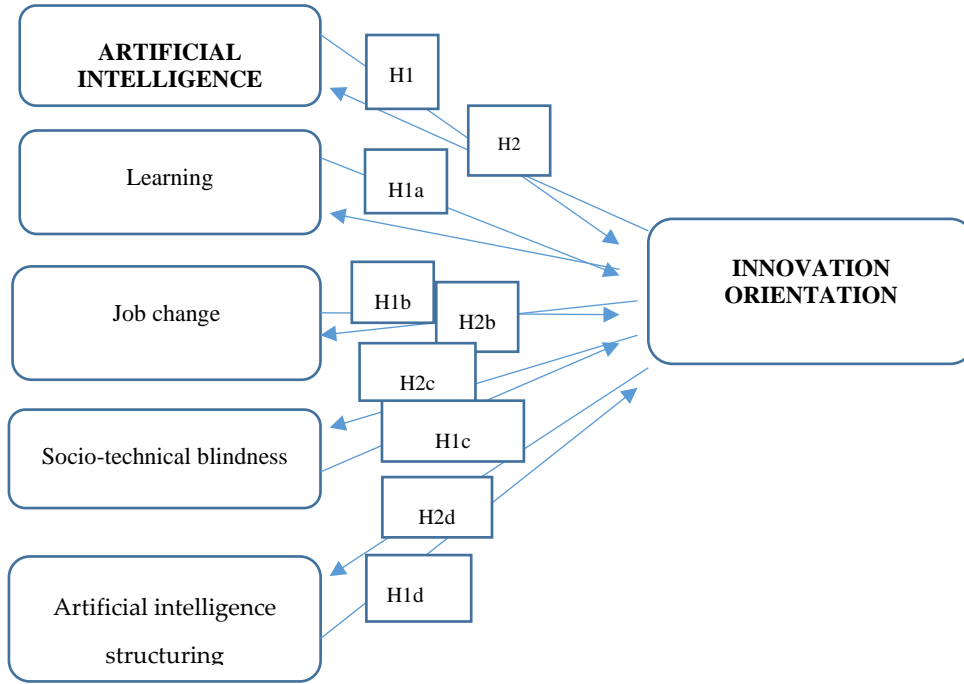 ARTIFICIAL
INTELLIGENCE
H1
H2
Learning
H1a
INNOVATION
ORIENTATION
Job change
H1b
H2b
H2c
Socio-technical blindness
H1c
H2d
Artificial intelligence
structuring
H1d